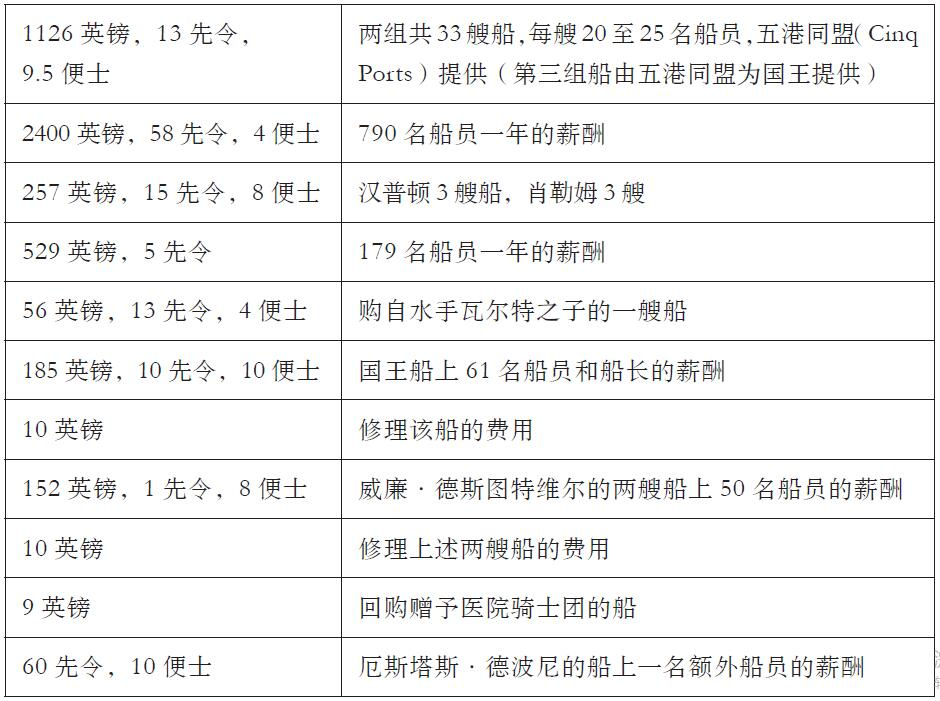 1126 英镑，13 先令，
9.5 便士
两组共33艘船，每艘20至25名船员，五港同盟（Cinq
Ports）提供（第三组船由五港同盟为国王提供）
2400 英镑，58 先令，4 便士
790 名船员一年的薪酬
257 英镑，15 先令，8 便士
汉普顿 3 艘船，肖勒姆 3 艘
529 英镑，5 先令
179 名船员一年的薪酬
56 英镑，13 先令，4 便士
购自水手瓦尔特之子的一艘船
185 英镑，10 先令，10 便士
国王船上 61 名船员和船长的薪酬
10 英镑
修理该船的费用
152 英镑，1 先令，8 便士
威廉·德斯图特维尔的两艘船上 50 名船员的薪酬
10 英镑
修理上述两艘船的费用
9 英镑
回购赠予医院骑士团的船
60 先令，10 便士
厄斯塔斯·德波尼的船上一名额外船员的薪酬